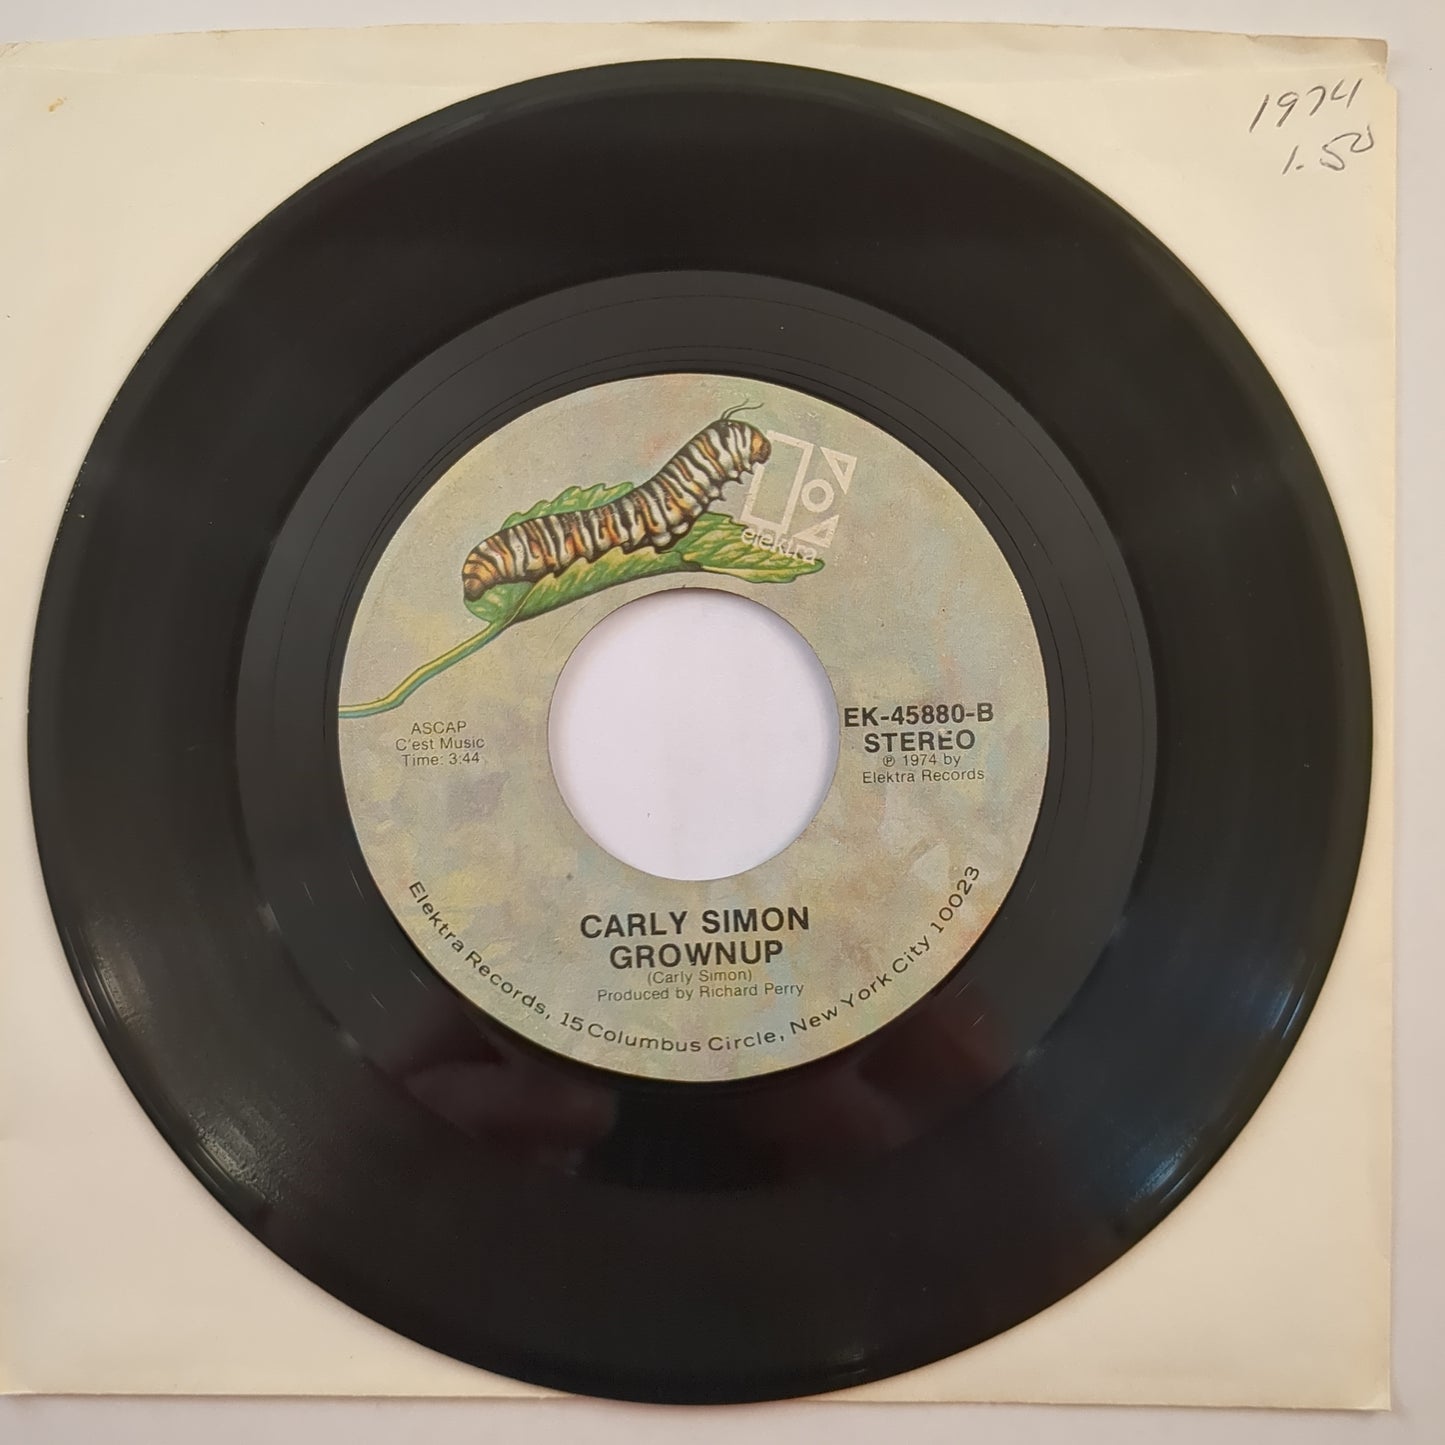 1974
1.50
elektra
ASCAP
C'est Music
Time: 3:44
EK-45880-B
STEREO
℗ 1974 by
Elektra Records
CARLY SIMON
GROWNUP
(Carly Simon)
Produced by Richard Perry
Elektra Records, 15 Columbus Circle, New York City 10023